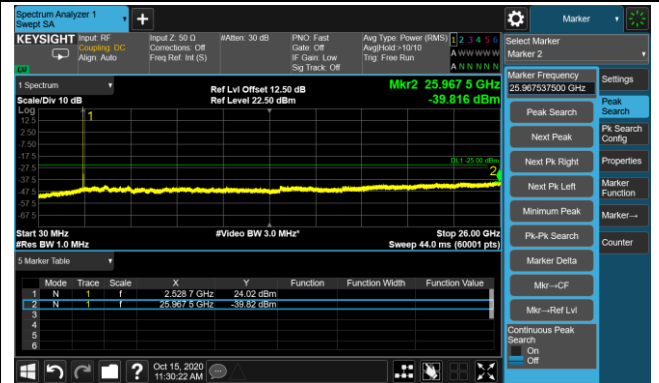 Spectrum Analyzer 1
Swept SA
+
Marker
KEYSIGHT
Input: RF
Coupling: DC
Align: Auto
Input Z: 50 Ω
Corrections: Off
Freq Ref: Int (S)
#Atten: 30 dB
PNO: Fast
Gate: Off
IF Gain: Low
Sig Track: Off
Avg Type: Power (RMS)
Avg|Hold:>10/10
Trig: Free Run
1 2 3 4 5 6
A W W W W W
A N N N N N
LXI
Select Marker
Marker 2
Marker Frequency
25.967537500 GHz
Settings
Peak Search
Next Peak
Next Pk Right
Next Pk Left
Minimum Peak
Pk-Pk Search
Marker Delta
Mkr→CF
Mkr→Ref Lvl
Continuous Peak
Search
On
Off
Peak
Search
Pk Search
Config
Properties
Marker
Function
Marker→
Counter
1 Spectrum
Scale/Div 10 dB
Ref Lvl Offset 12.50 dB
Ref Level 22.50 dBm
Mkr2 25.967 5 GHz
-39.816 dBm
Log
12.5
2.50
-7.50
-17.5
-27.5
-37.5
-47.5
-57.5
-67.5
1
DL1 -25.00 dBm
2
Start 30 MHz
#Res BW 1.0 MHz
#Video BW 3.0 MHz*
Stop 26.00 GHz
Sweep 44.0 ms (60001 pts)
5 Marker Table
Mode Trace Scale X Y Function Function Width Function Value
1 N 1 f 2.528 7 GHz 24.02 dBm
2 N 1 f 25.967 5 GHz -39.82 dBm
3
4
5
6
?
Oct 15, 2020
11:30:22 AM